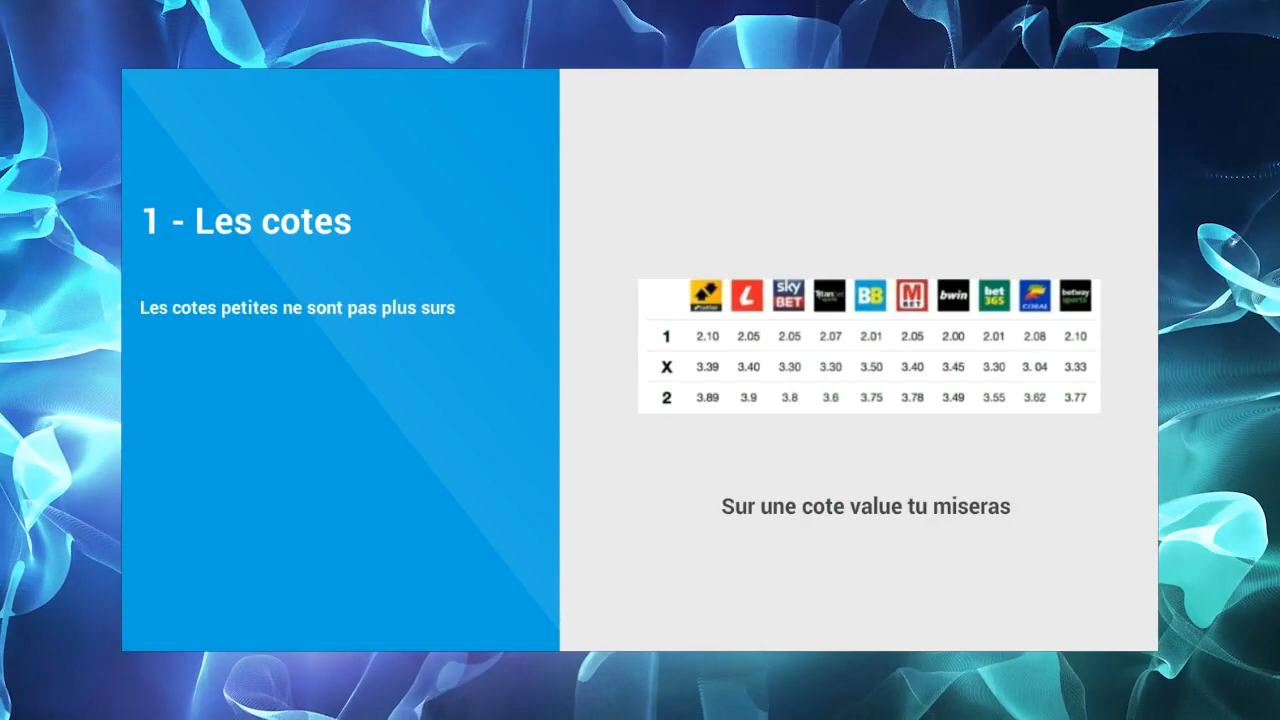 1 - Les cotes
Les cotes petites ne sont pas plus surs
L sky BET BB M BET bwin bet 365 CORAL betway sports
1 2.10 2.05 2.05 2.07 2.01 2.05 2.00 2.01 2.08 2.10
X 3.39 3.40 3.30 3.30 3.50 3.40 3.45 3.30 3. 04 3.33
2 3.89 3.9 3.8 3.6 3.75 3.78 3.49 3.55 3.62 3.77
Sur une cote value tu miseras